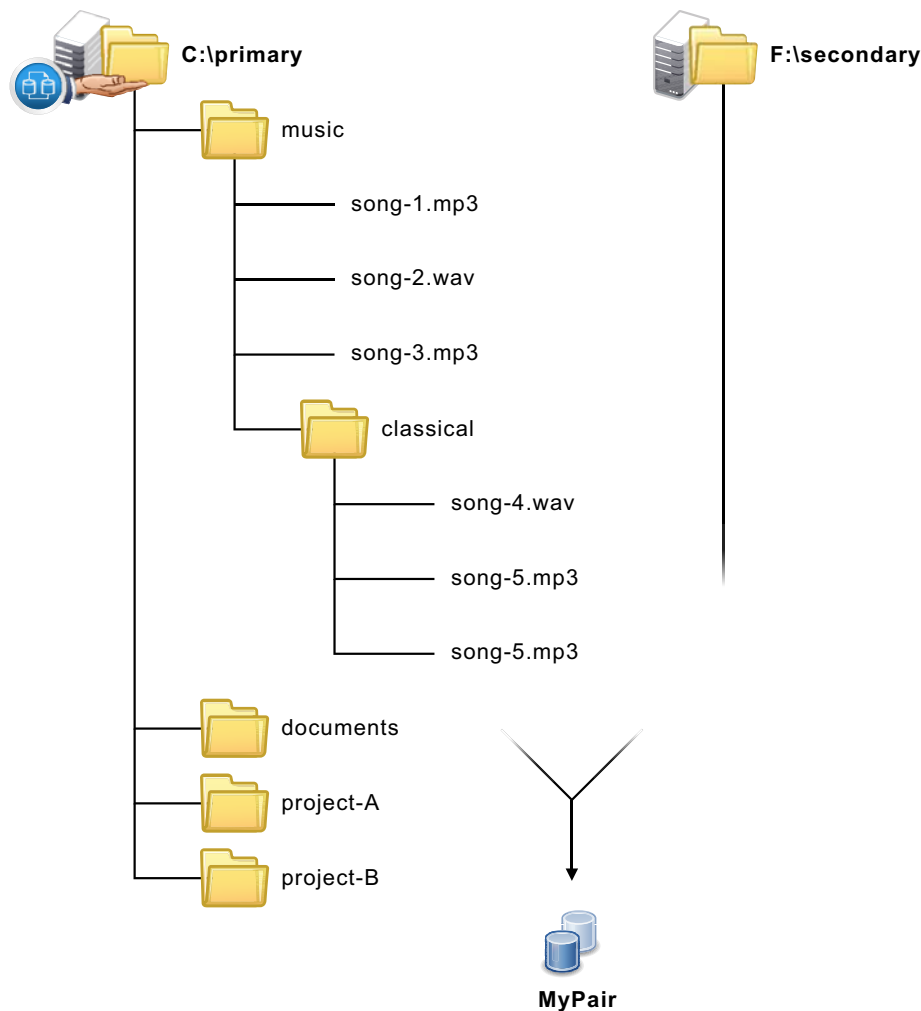 C:\primary
F:\secondary
music
song-1.mp3
song-2.wav
song-3.mp3
classical
song-4.wav
song-5.mp3
song-5.mp3
documents
project-A
project-B
MyPair